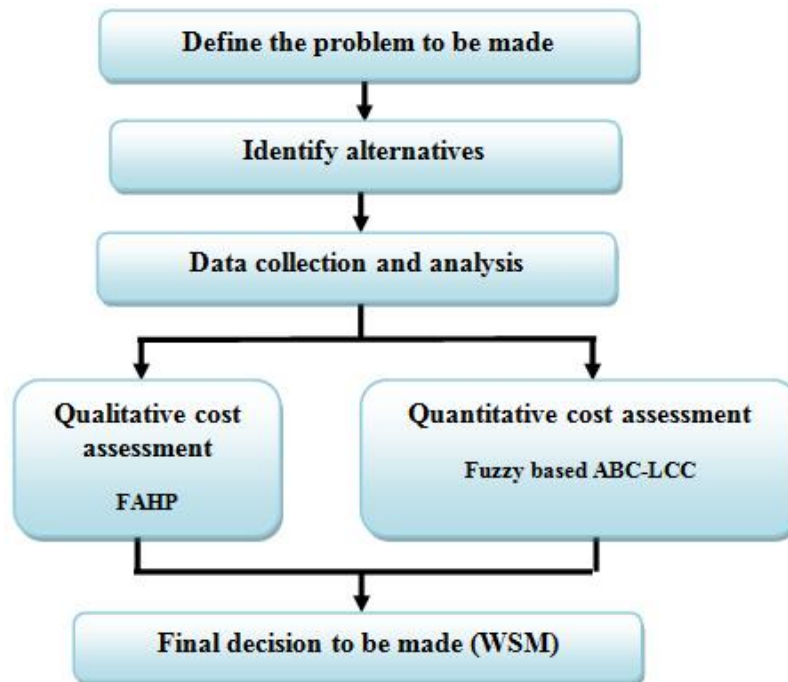 Define the problem to be made
Identify alternatives
Data collection and analysis
Qualitative cost
assessment
FAHP
Quantitative cost assessment
Fuzzy based ABC-LCC
Final decision to be made (WSM)